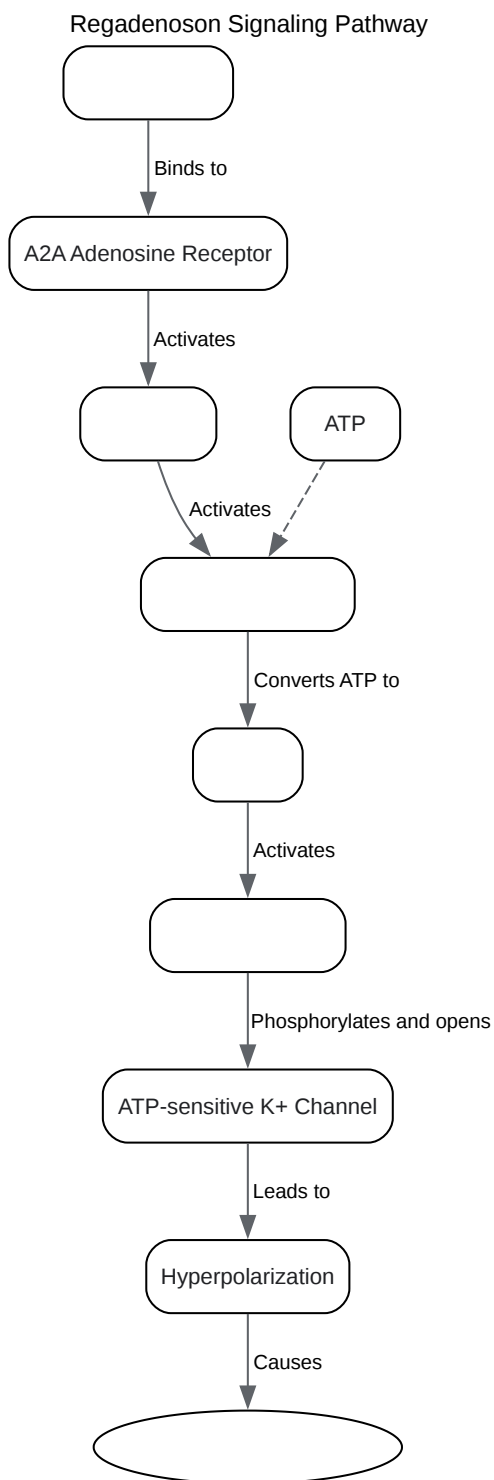 Regadenoson Signaling Pathway
Binds to
A2A Adenosine Receptor
Activates
ATP
Activates
Converts ATP to
Activates
Phosphorylates and opens
ATP-sensitive K+ Channel
Leads to
Hyperpolarization
Causes